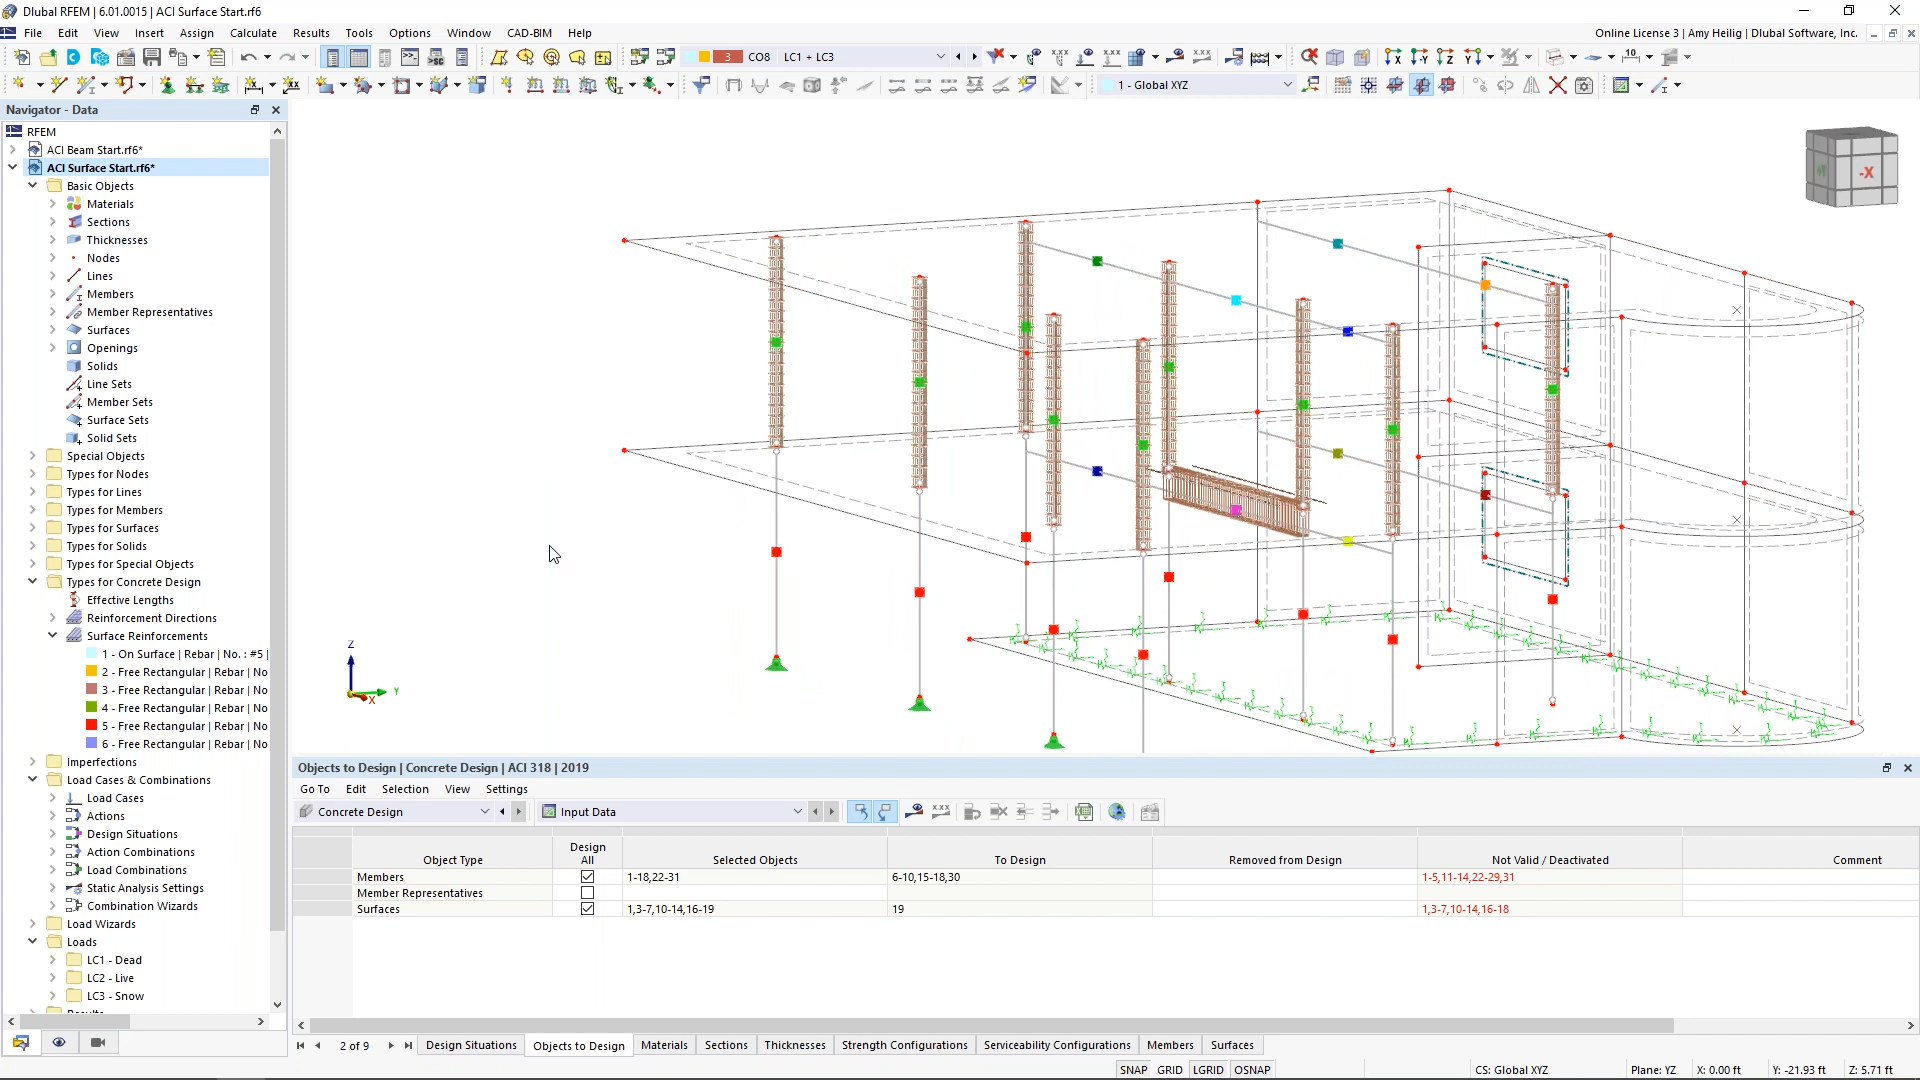 Dlubal RFEM | 6.01.0015 | ACI Surface Start.rf6
File Edit View Insert Assign Calculate Results Tools Options Window CAD-BIM Help
Online License 3 | Amy Heilig | Dlubal Software, Inc.
3 CO8 LC1 + LC3
1 - Global XYZ
Navigator - Data
RFEM
ACI Beam Start.rf6*
ACI Surface Start.rf6*
Basic Objects
Materials
Sections
Thicknesses
Nodes
Lines
Members
Member Representatives
Surfaces
Openings
Solids
Line Sets
Member Sets
Surface Sets
Solid Sets
Special Objects
Types for Nodes
Types for Lines
Types for Members
Types for Surfaces
Types for Solids
Types for Special Objects
Types for Concrete Design
Effective Lengths
Reinforcement Directions
Surface Reinforcements
1 - On Surface | Rebar | No. : #5 |
2 - Free Rectangular | Rebar | No
3 - Free Rectangular | Rebar | No
4 - Free Rectangular | Rebar | No
5 - Free Rectangular | Rebar | No
6 - Free Rectangular | Rebar | No
Imperfections
Load Cases & Combinations
Load Cases
Actions
Design Situations
Action Combinations
Load Combinations
Static Analysis Settings
Combination Wizards
Load Wizards
Loads
LC1 - Dead
LC2 - Live
LC3 - Snow
-X
Z
Y
X
Objects to Design | Concrete Design | ACI 318 | 2019
Go To Edit Selection View Settings
Concrete Design
Input Data
Object Type Design All Selected Objects To Design Removed from Design Not Valid / Deactivated Comment
Members 1-18,22-31 6-10,15-18,30 1-5,11-14,22-29,31
Member Representatives
Surfaces 1,3-7,10-14,16-19 19 1,3-7,10-14,16-18
2 of 9 Design Situations Objects to Design Materials Sections Thicknesses Strength Configurations Serviceability Configurations Members Surfaces
SNAP GRID LGRID OSNAP CS: Global XYZ Plane: YZ X: 0.00 ft Y: -21.93 ft Z: 5.71 ft